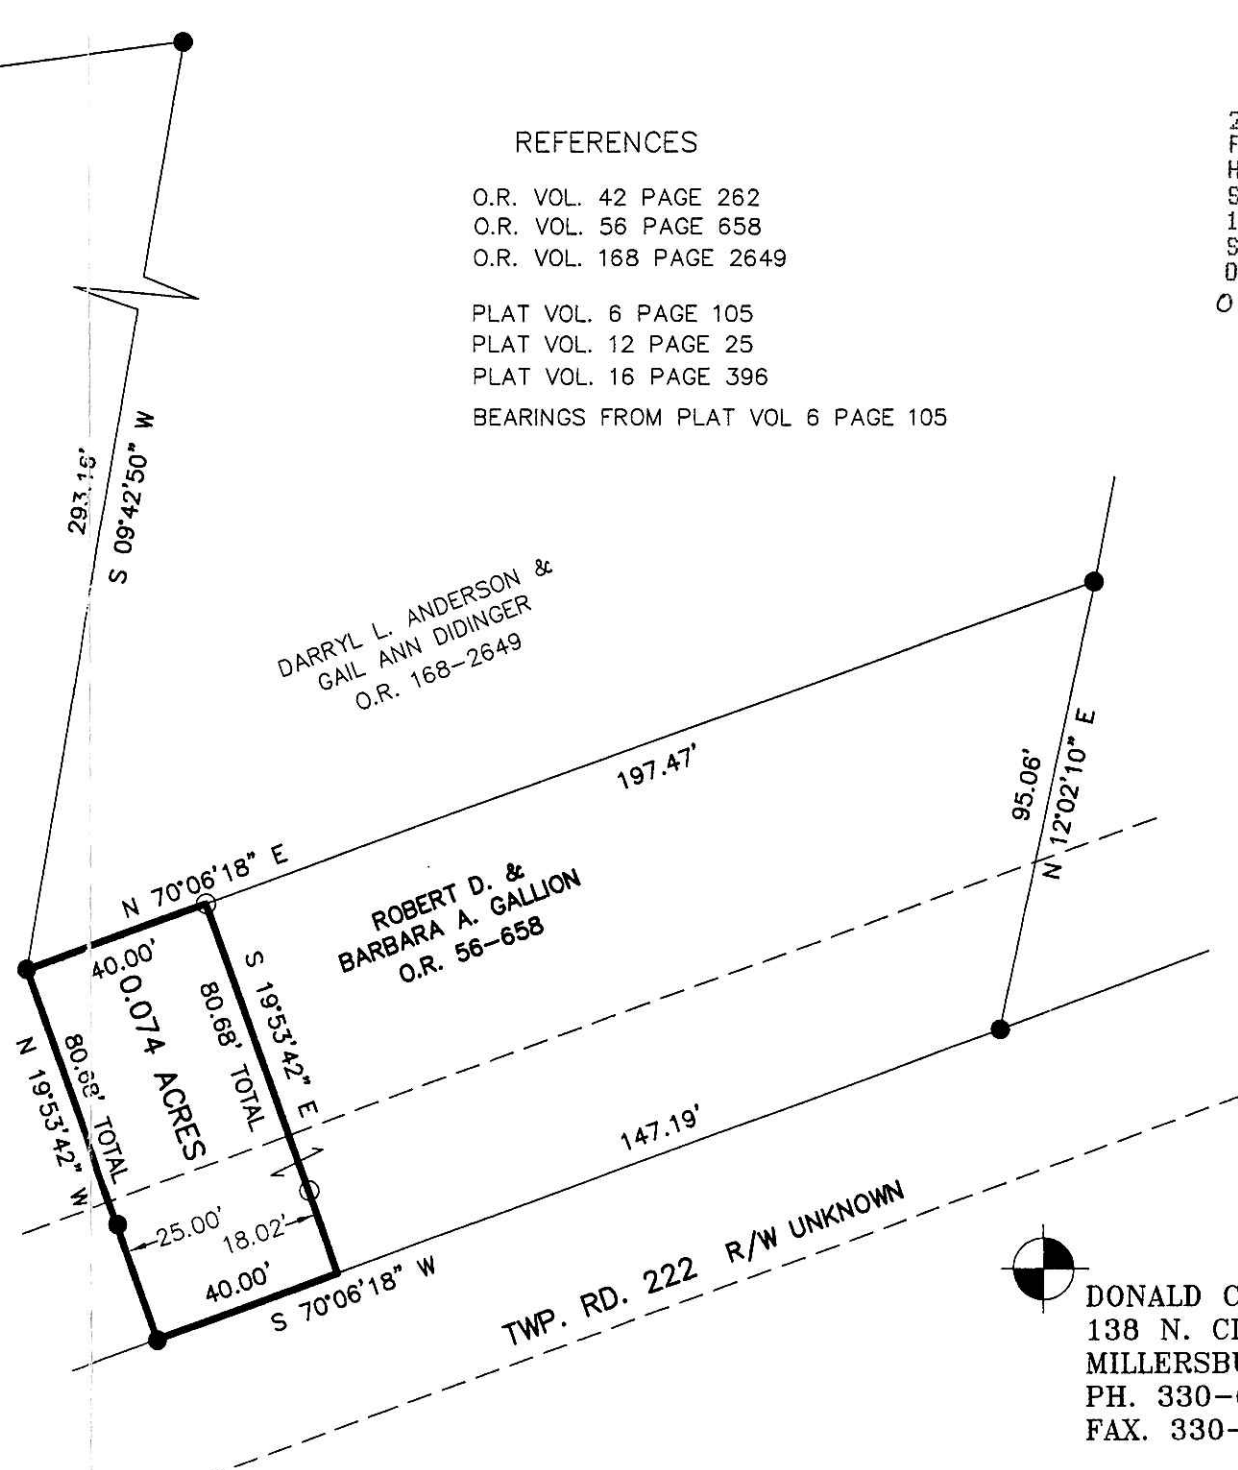 REFERENCES
O.R. VOL. 42 PAGE 262
O.R. VOL. 56 PAGE 658
O.R. VOL. 168 PAGE 2649
PLAT VOL. 6 PAGE 105
PLAT VOL. 12 PAGE 25
PLAT VOL. 16 PAGE 396
BEARINGS FROM PLAT VOL 6 PAGE 105
293.16'
S 09°42'50" W
DARRYL L. ANDERSON &
GAIL ANN DIDINGER
O.R. 168-2649
197.47'
95.06'
N 12°02'10" E
N 70°06'18" E
40.00'
ROBERT D. &
BARBARA A. GALLION
O.R. 56-658
0.074 ACRES
N 19°53'42" W
80.68' TOTAL
80.68' TOTAL
S 19°53'42" E
25.00'
18.02'
40.00'
S 70°06'18" W
147.19'
TWP. RD. 222 R/W UNKNOWN
DONALD C
138 N. 
MILLERSBU
PH. 330-
FAX. 330-